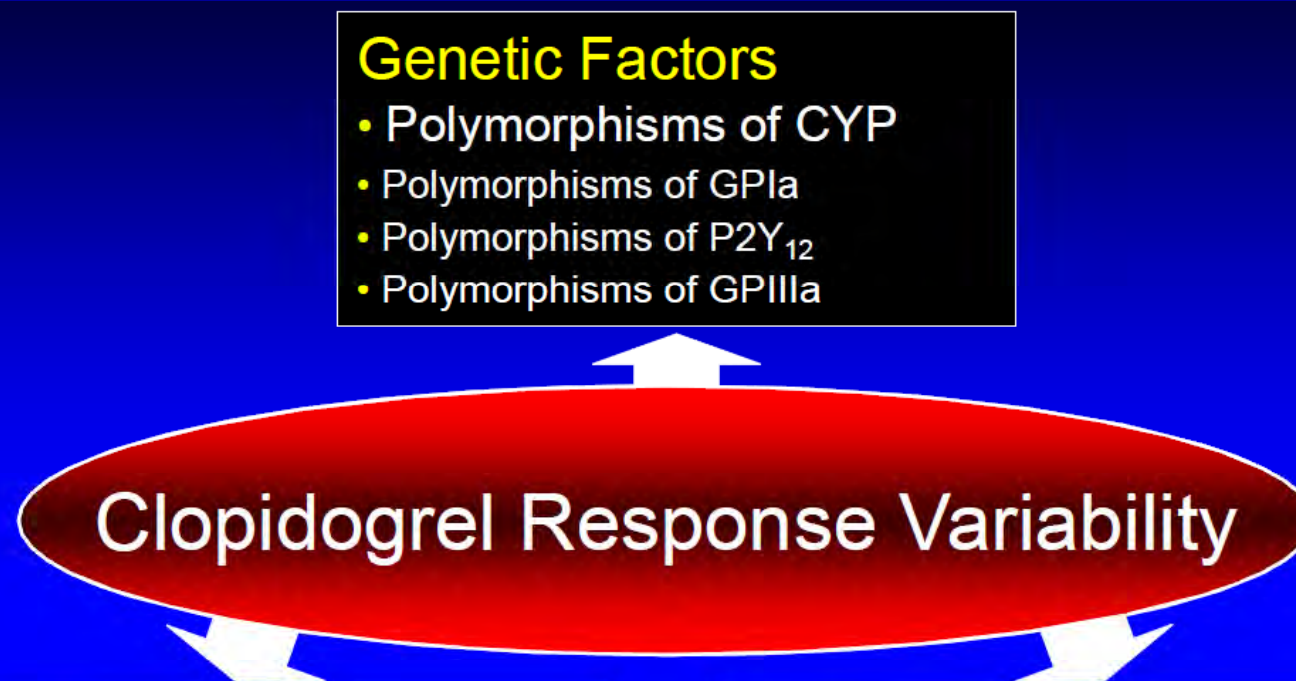 Genetic Factors
• Polymorphisms of CYP
• Polymorphisms of GPIa
• Polymorphisms of P2Y₁₂
• Polymorphisms of GPIIIa
Clopidogrel Response Variability